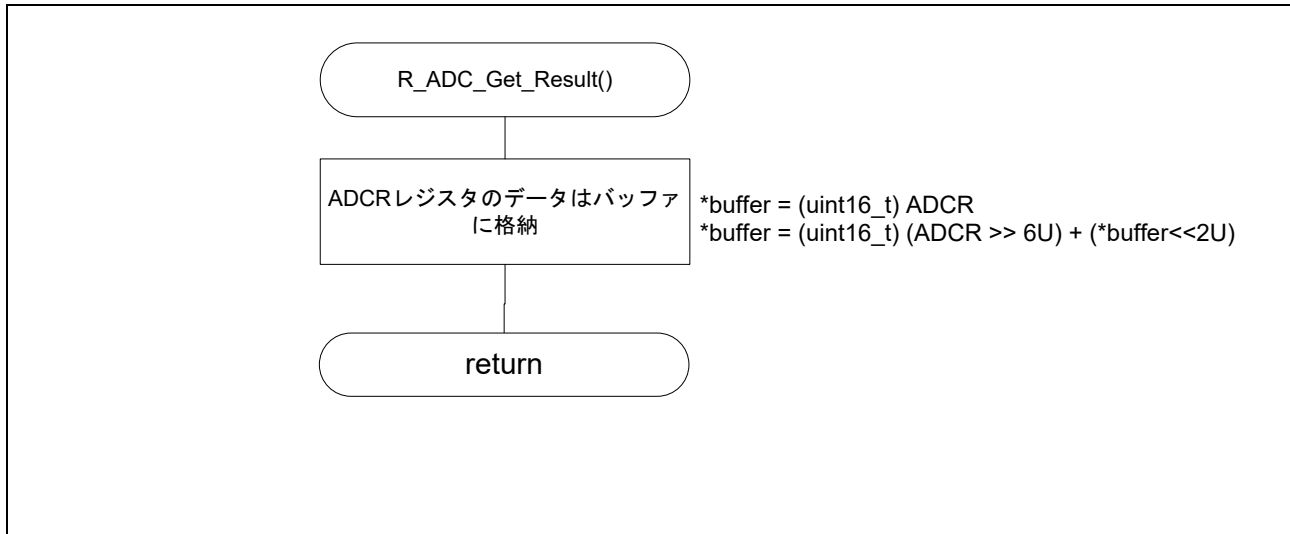 R_ADC_Get_Result()
ADCRレジスタのデータはバッファ
に格納
*buffer = (uint16_t) ADCR
*buffer = (uint16_t) (ADCR >> 6U) + (*buffer<<2U)
return